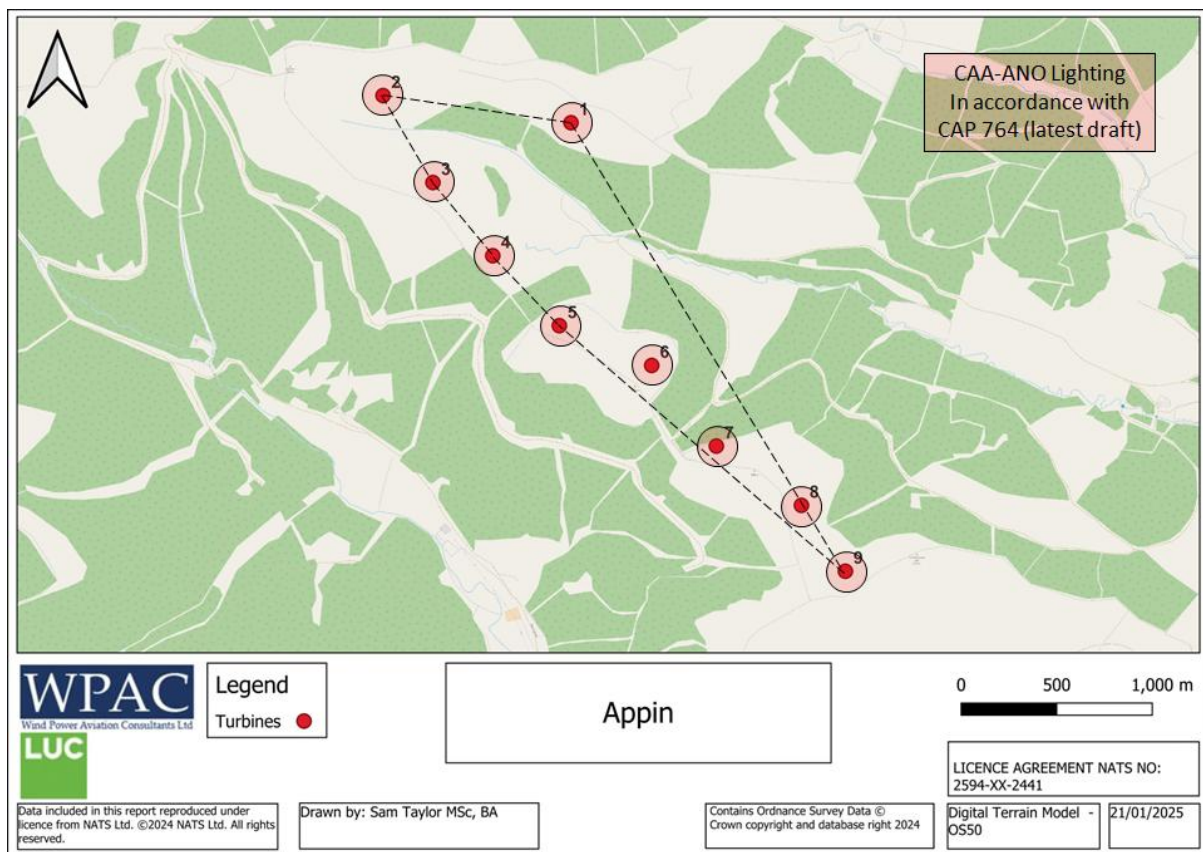 CAA-ANO Lighting
In accordance with
CAP 764 (latest draft)
2
1
3
4
5
6
7
8
9
WPAC
Wind Power Aviation Consultants Ltd
LUC
Legend
Turbines
Appin
0 500 1,000 m
LICENCE AGREEMENT NATS NO:
2594-XX-2441
Data included in this report reproduced under
licence from NATS Ltd. ©2024 NATS Ltd. All rights
reserved.
Drawn by: Sam Taylor MSc, BA
Contains Ordnance Survey Data ©
Crown copyright and database right 2024
Digital Terrain Model -
OS50
21/01/2025